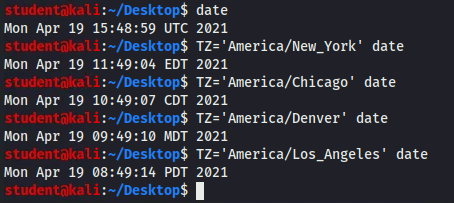 student@kali:~/Desktop$ date
Mon Apr 19 15:48:59 UTC 2021
student@kali:~/Desktop$ TZ='America/New_York' date
Mon Apr 19 11:49:04 EDT 2021
student@kali:~/Desktop$ TZ='America/Chicago' date
Mon Apr 19 10:49:07 CDT 2021
student@kali:~/Desktop$ TZ='America/Denver' date
Mon Apr 19 09:49:10 MDT 2021
student@kali:~/Desktop$ TZ='America/Los_Angeles' date
Mon Apr 19 08:49:14 PDT 2021
student@kali:~/Desktop$